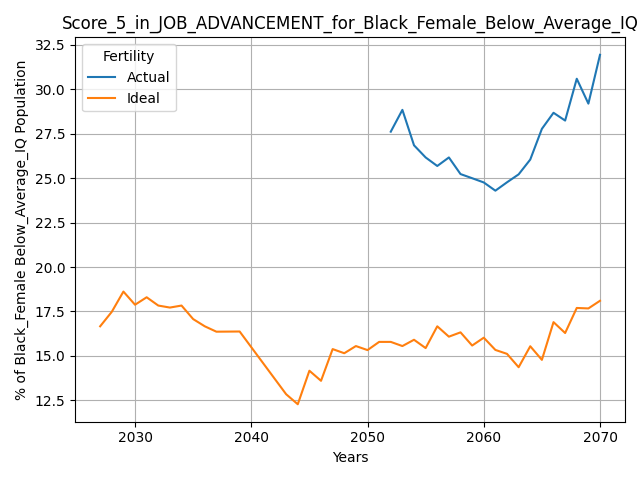 Score_5_in_JOB_ADVANCEMENT_for_Black_Female_Below_Average_IQ
% of Black_Female Below_Average_IQ Population
32.5
30.0
27.5
25.0
22.5
20.0
17.5
15.0
12.5
Fertility
Actual
Ideal
2030 2040 2050 2060 2070
Years